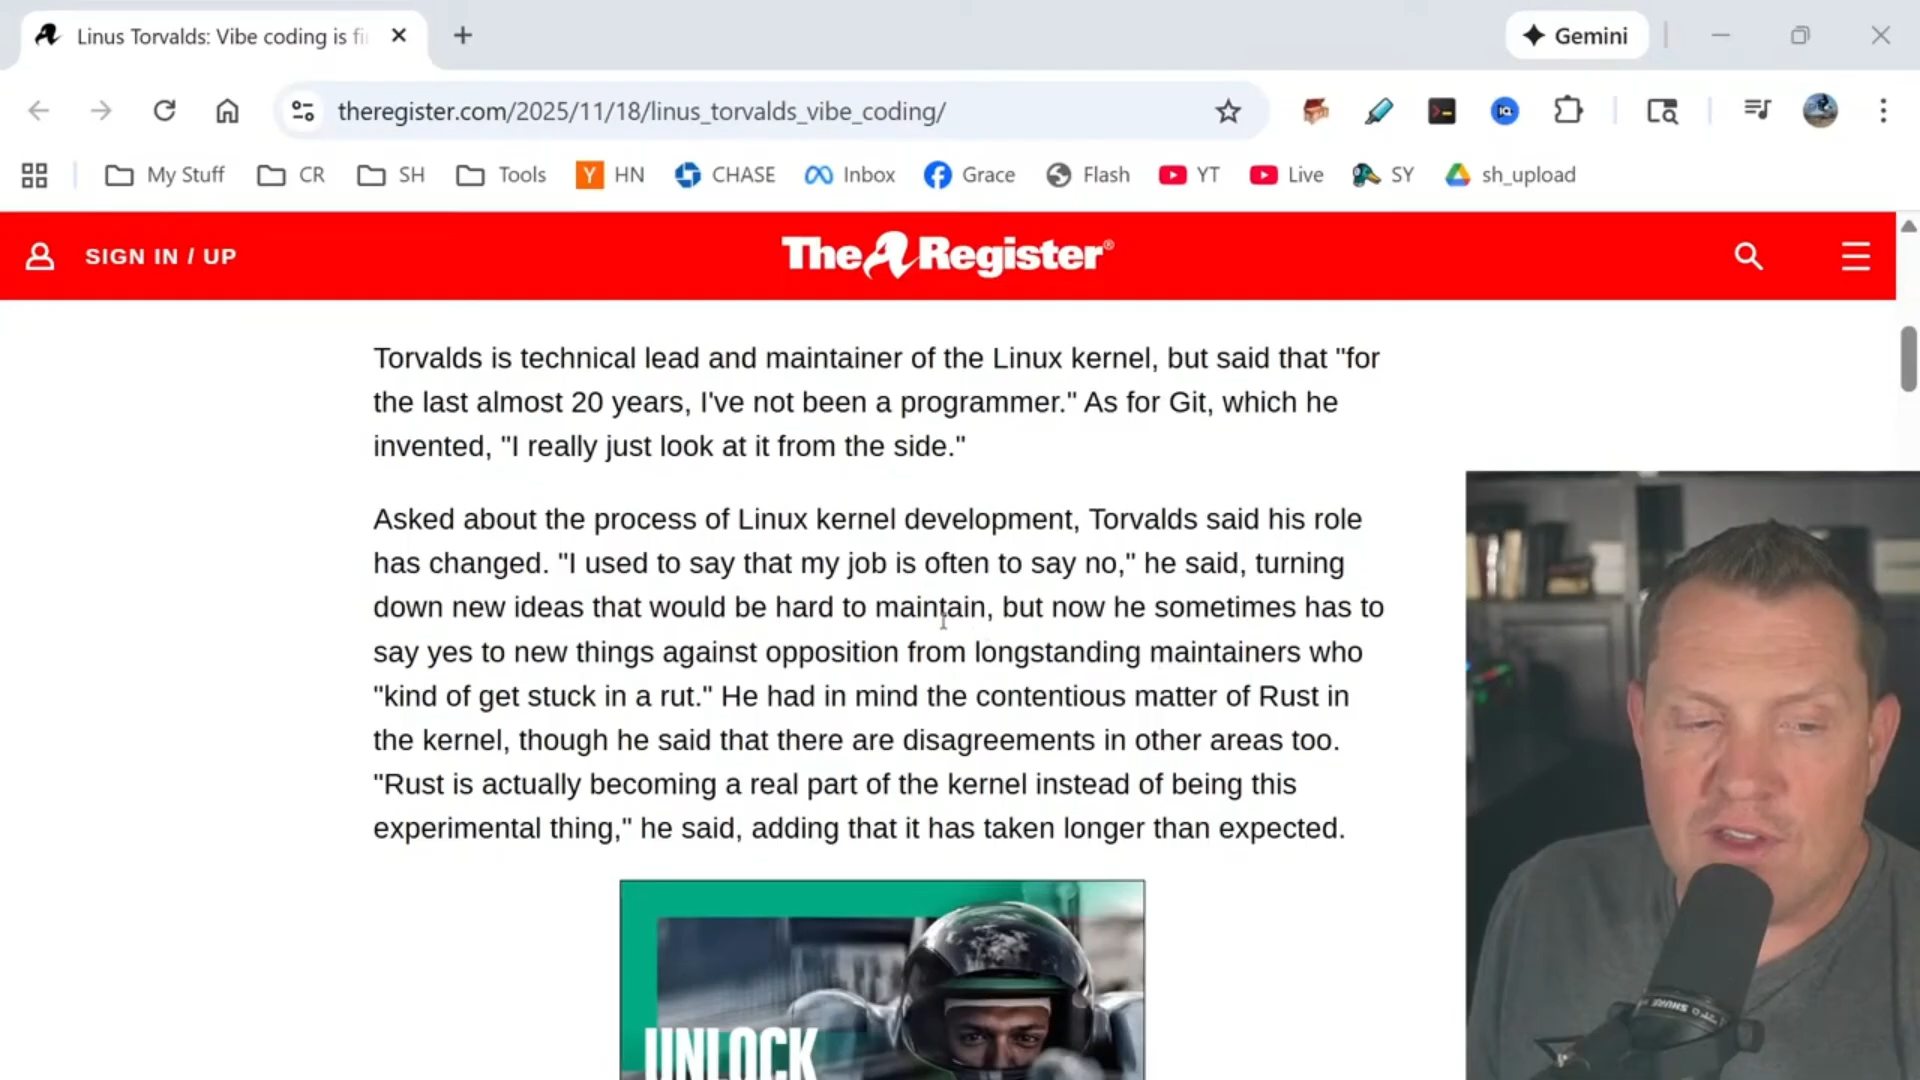 Linus Torvalds: Vibe coding is fi
Gemini
theregister.com/2025/11/18/linus_torvalds_vibe_coding/
My Stuff CR SH Tools Y HN CHASE Inbox Grace Flash YT Live SY sh_upload
SIGN IN / UP The Register®
Torvalds is technical lead and maintainer of the Linux kernel, but said that "for
the last almost 20 years, I've not been a programmer." As for Git, which he
invented, "I really just look at it from the side."
Asked about the process of Linux kernel development, Torvalds said his role
has changed. "I used to say that my job is often to say no," he said, turning
down new ideas that would be hard to maintain, but now he sometimes has to
say yes to new things against opposition from longstanding maintainers who
"kind of get stuck in a rut." He had in mind the contentious matter of Rust in
the kernel, though he said that there are disagreements in other areas too.
"Rust is actually becoming a real part of the kernel instead of being this
experimental thing," he said, adding that it has taken longer than expected.
UNLOCK
SHURE